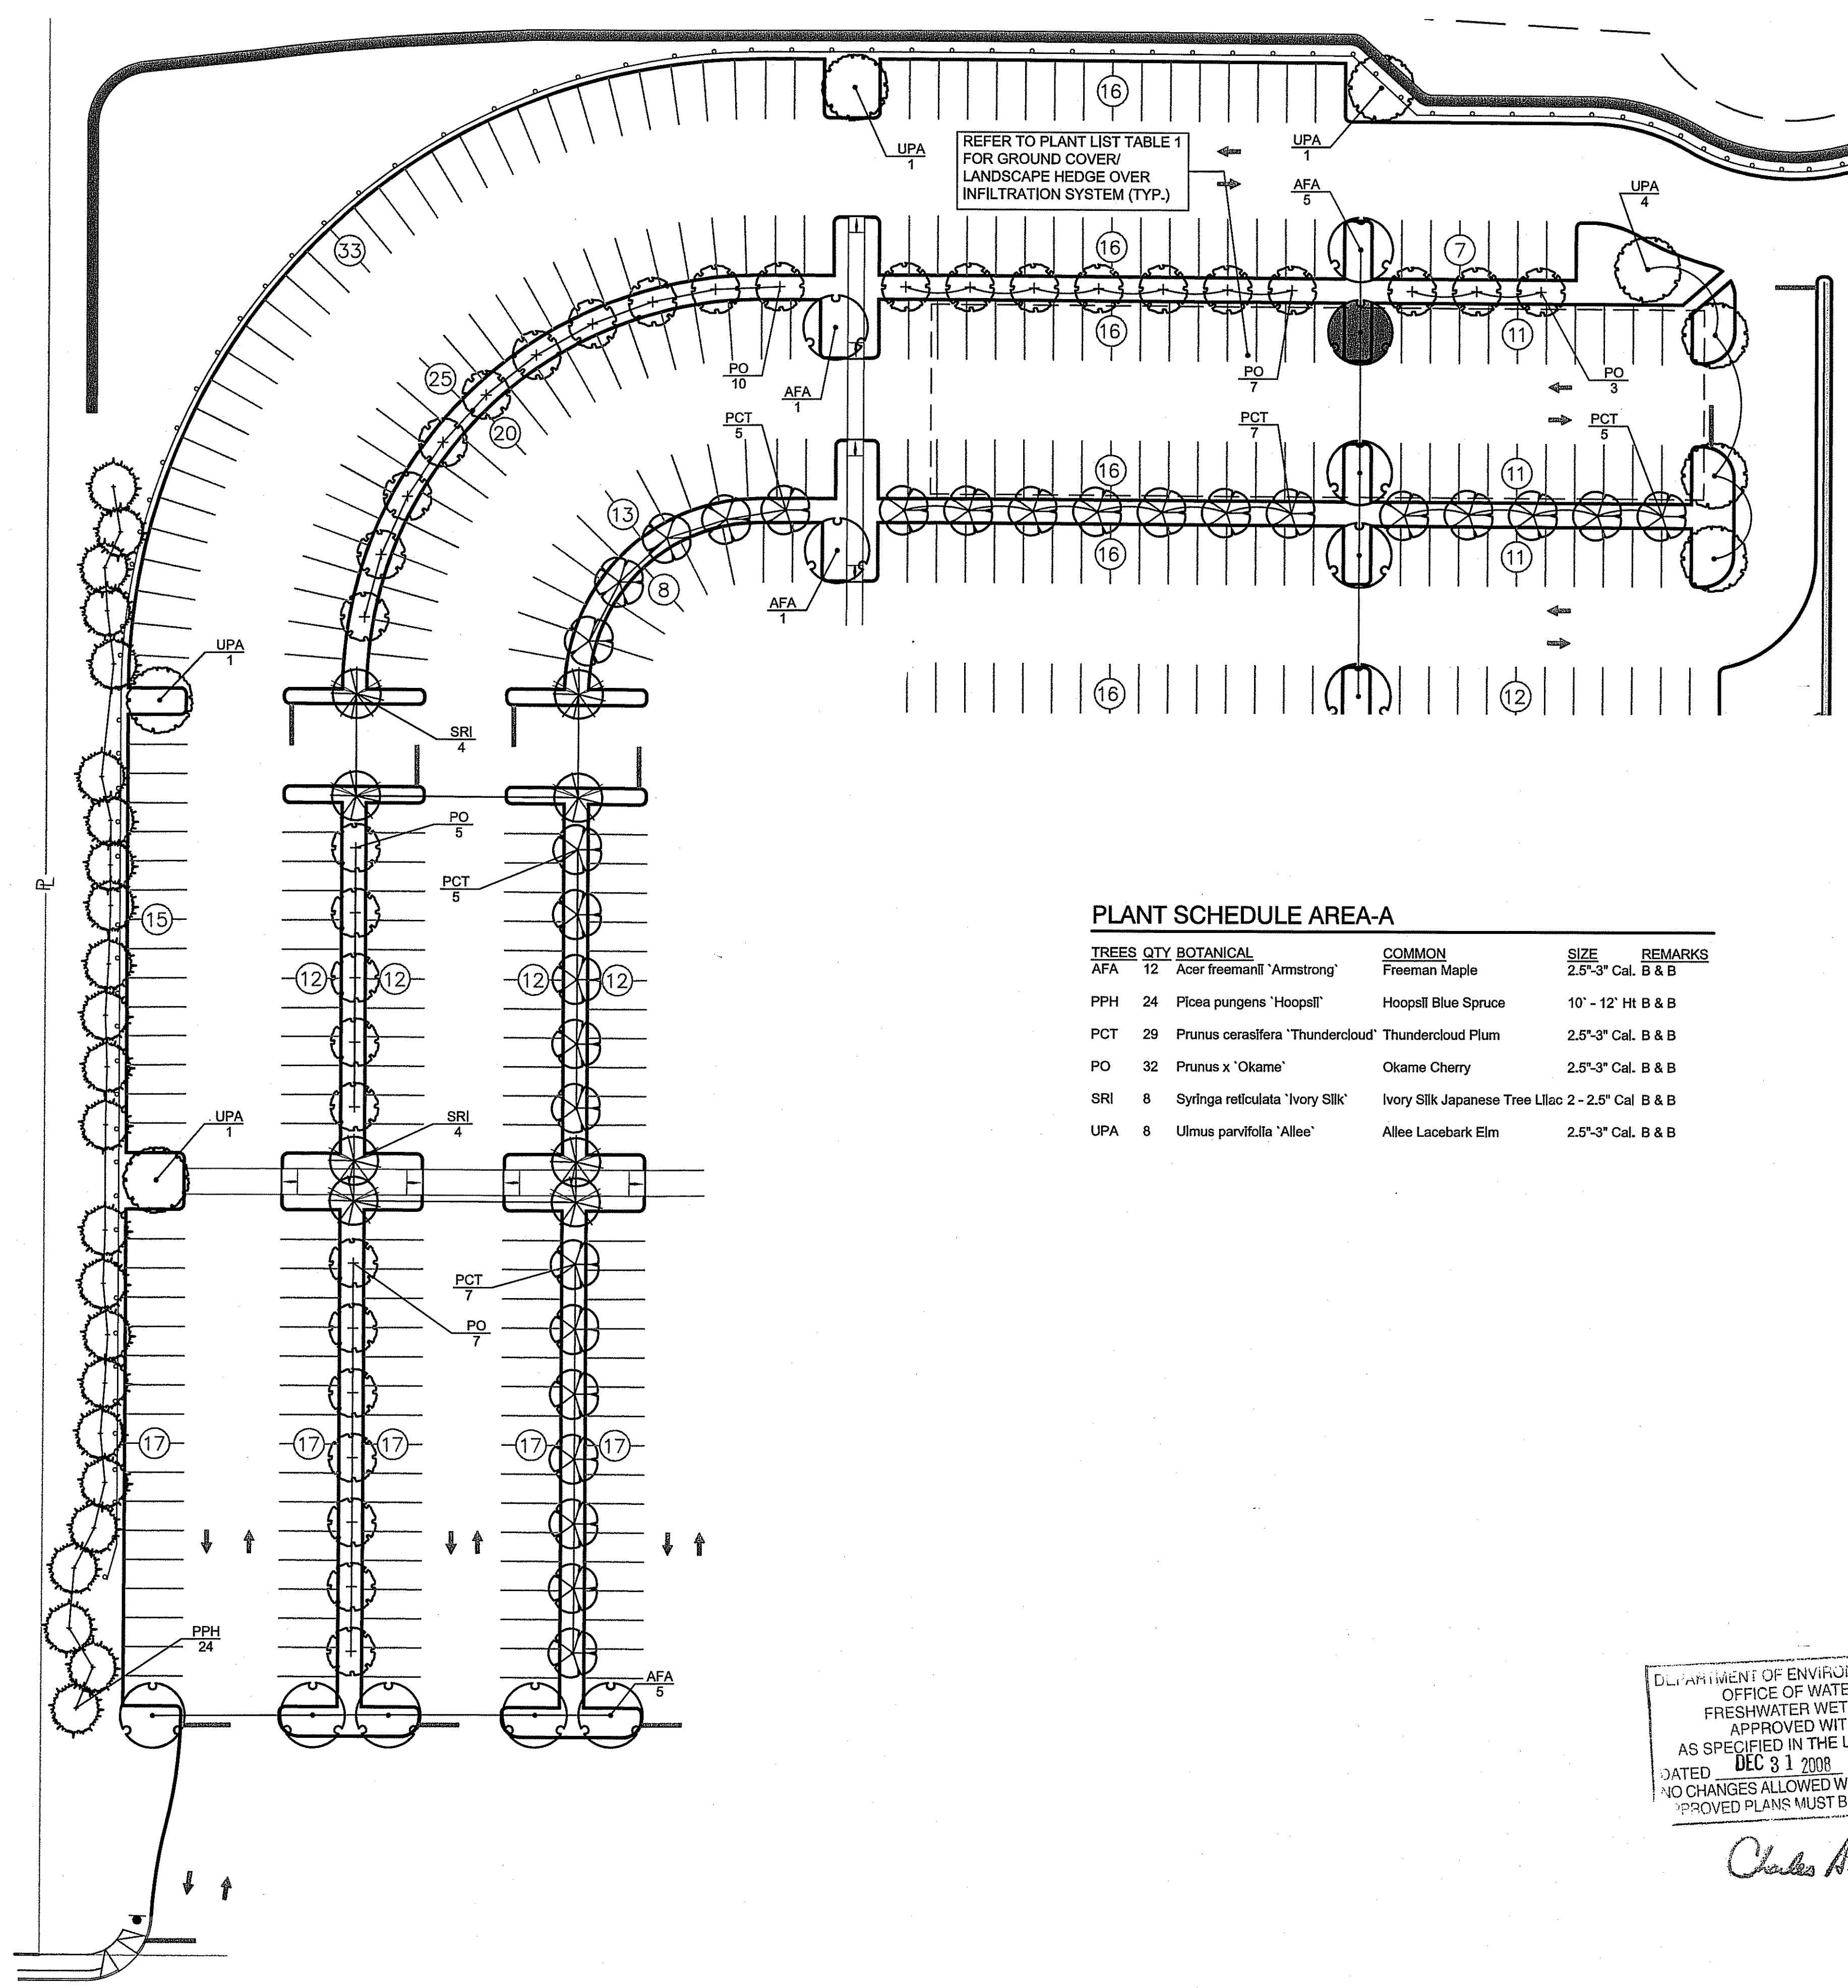 16
UPA
1
UPA
1
REFER TO PLANT LIST TABLE 1
FOR GROUND COVER/
LANDSCAPE HEDGE OVER
INFILTRATION SYSTEM (TYP.)
AFA
5
UPA
4
33
16
7
16
11
25
20
PO
10
AFA
1
PO
7
PO
3
PCT
5
PCT
7
PCT
5
16
11
13
8
16
11
AFA
1
UPA
1
16
12
SRI
4
PO
5
PCT
5
PL
15
12
12
12
12
PLANT SCHEDULE AREA-A
TREES QTY BOTANICAL COMMON SIZE REMARKS
AFA 12 Acer freemanii `Armstrong` Freeman Maple 2.5"-3" Cal. B & B
PPH 24 Picea pungens `Hoopsii` Hoopsii Blue Spruce 10` - 12` Ht B & B
PCT 29 Prunus cerasifera `Thundercloud` Thundercloud Plum 2.5"-3" Cal. B & B
PO 32 Prunus x `Okame` Okame Cherry 2.5"-3" Cal. B & B
SRI 8 Syringa reticulata `Ivory Silk` Ivory Silk Japanese Tree Lilac 2 - 2.5" Cal B & B
UPA 8 Ulmus parvifolia `Allee` Allee Lacebark Elm 2.5"-3" Cal. B & B
UPA
1
SRI
4
PCT
7
PO
7
17
17
17
17
17
PPH
24
AFA
5
DEPARTMENT OF ENVIRO
OFFICE OF WATE
FRESHWATER WET
APPROVED WIT
AS SPECIFIED IN THE L
DATED DEC 31 2008
NO CHANGES ALLOWED W
PPROVED PLANS MUST B
Charles A